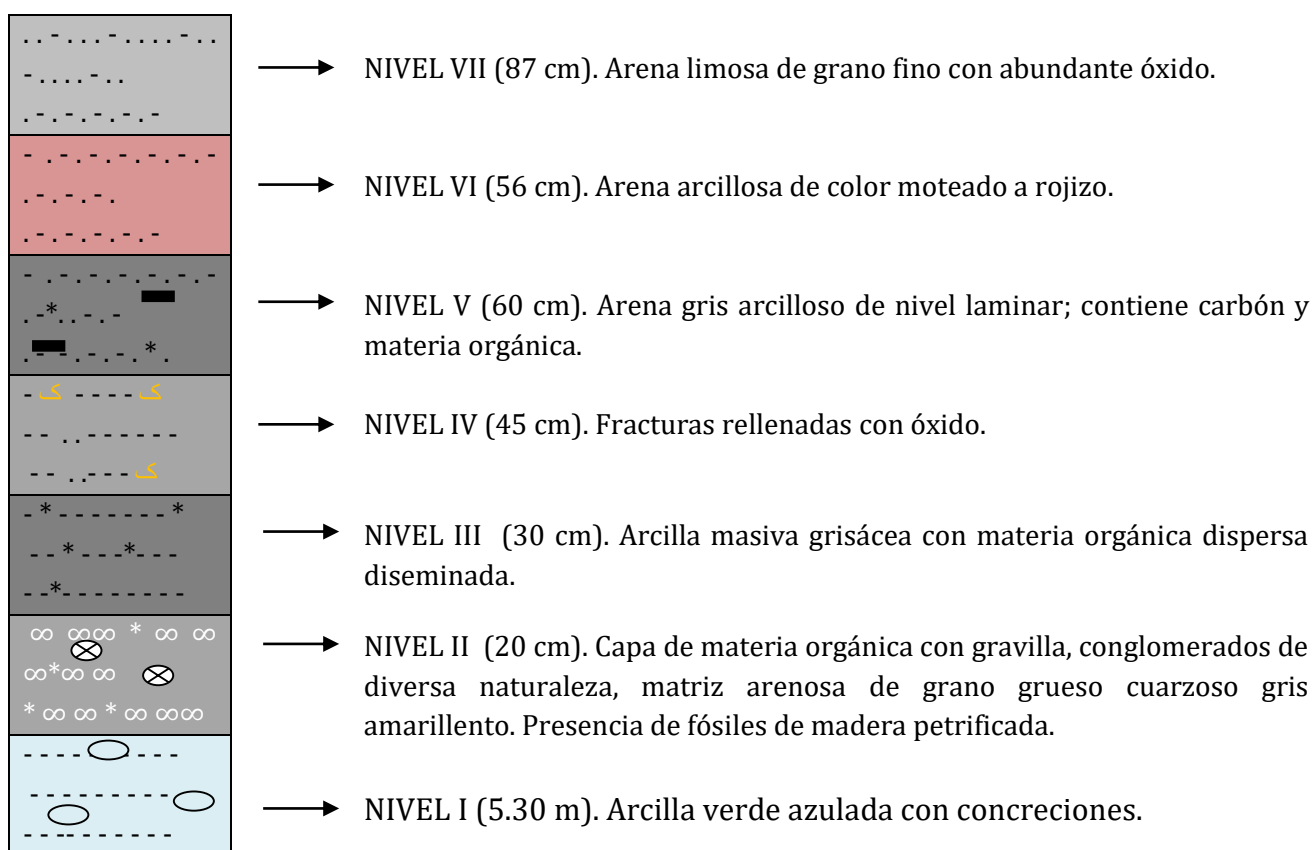 NIVEL VII (87 cm). Arena limosa de grano fino con abundante óxido.
NIVEL VI (56 cm). Arena arcillosa de color moteado a rojizo.
NIVEL V (60 cm). Arena gris arcilloso de nivel laminar; contiene carbón y
materia orgánica.
NIVEL IV (45 cm). Fracturas rellenadas con óxido.
NIVEL III (30 cm). Arcilla masiva grisácea con materia orgánica dispersa
diseminada.
NIVEL II (20 cm). Capa de materia orgánica con gravilla, conglomerados de
diversa naturaleza, matriz arenosa de grano grueso cuarzoso gris
amarillento. Presencia de fósiles de madera petrificada.
NIVEL I (5.30 m). Arcilla verde azulada con concreciones.